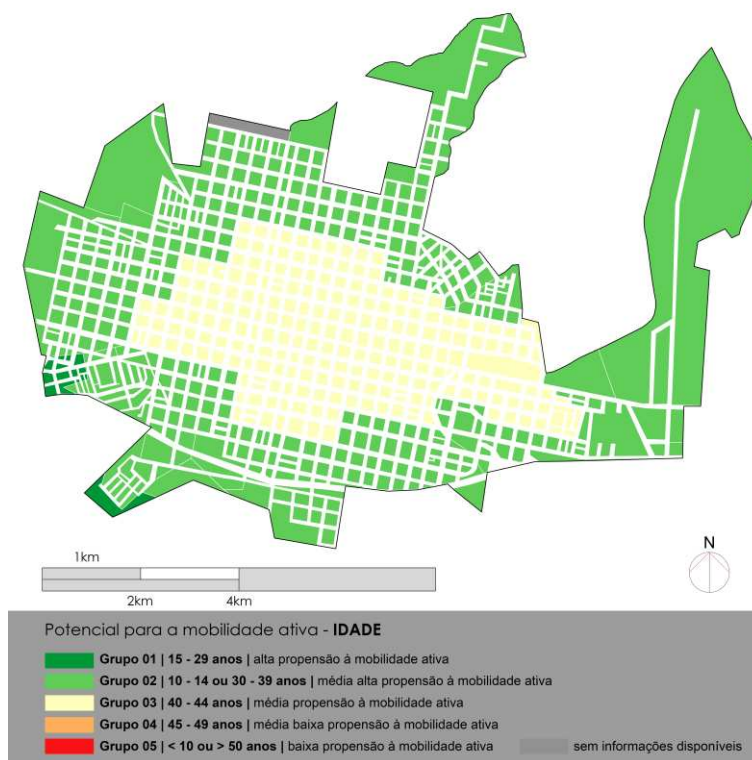 1km
2km 4km
N
Potencial para a mobilidade ativa - IDADE
Grupo 01 | 15 - 29 anos | alta propensão à mobilidade ativa
Grupo 02 | 10 - 14 ou 30 - 39 anos | média alta propensão à mobilidade ativa
Grupo 03 | 40 - 44 anos | média propensão à mobilidade ativa
Grupo 04 | 45 - 49 anos | média baixa propensão à mobilidade ativa
Grupo 05 | < 10 ou > 50 anos | baixa propensão à mobilidade ativa sem informações disponíveis